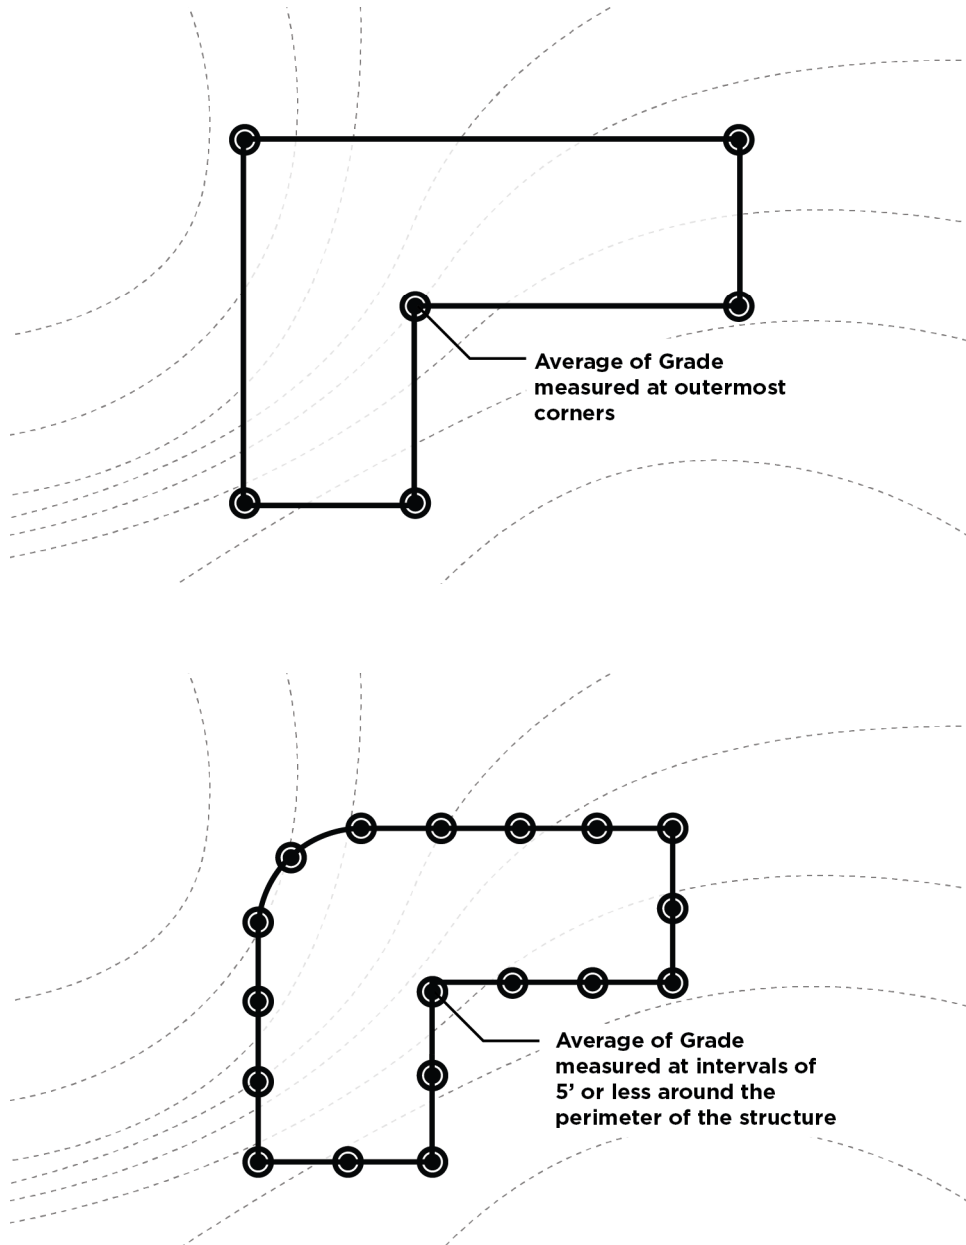 Average of Grade
measured at outermost
corners
Average of Grade
measured at intervals of
5’ or less around the
perimeter of the structure